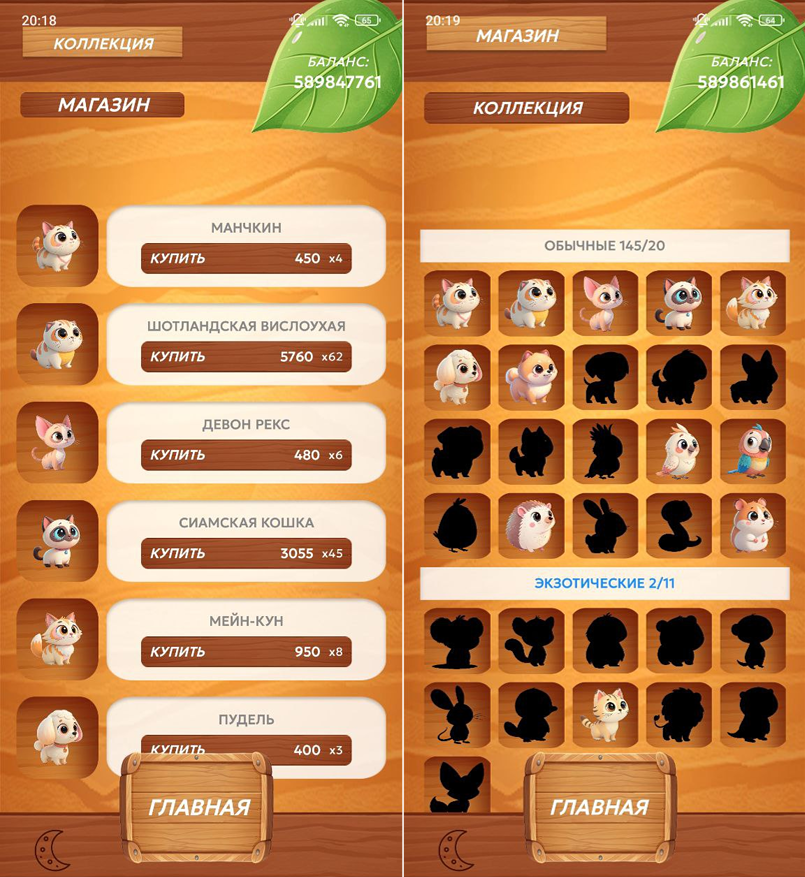 20:18
65
КОЛЛЕКЦИЯ
БАЛАНС:
589847761
МАГАЗИН
МАНЧКИН
КУПИТЬ 450 x4
ШОТЛАНДСКАЯ ВИСЛОУХАЯ
КУПИТЬ 5760 x62
ДЕВОН РЕКС
КУПИТЬ 480 x6
СИАМСКАЯ КОШКА
КУПИТЬ 3055 x45
МЕЙН-КУН
КУПИТЬ 950 x8
ПУДЕЛЬ
КУПИТЬ 400 x3
ГЛАВНАЯ
20:19
64
МАГАЗИН
БАЛАНС:
589861461
КОЛЛЕКЦИЯ
ОБЫЧНЫЕ 145/20
ЭКЗОТИЧЕСКИЕ 2/11
ГЛАВНАЯ